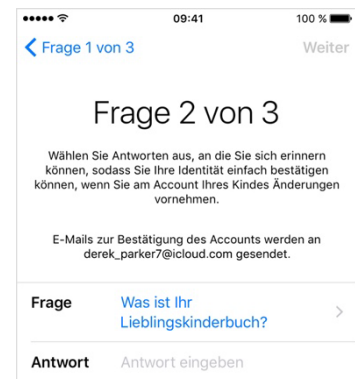 09:41 100 %
Frage 1 von 3 Weiter
Frage 2 von 3
Wählen Sie Antworten aus, an die Sie sich erinnern
können, sodass Sie Ihre Identität einfach bestätigen
können, wenn Sie am Account Ihres Kindes Änderungen
vornehmen.
E-Mails zur Bestätigung des Accounts werden an
derek_parker7@icloud.com gesendet.
Frage Was ist Ihr
Lieblingskinderbuch?
Antwort Antwort eingeben